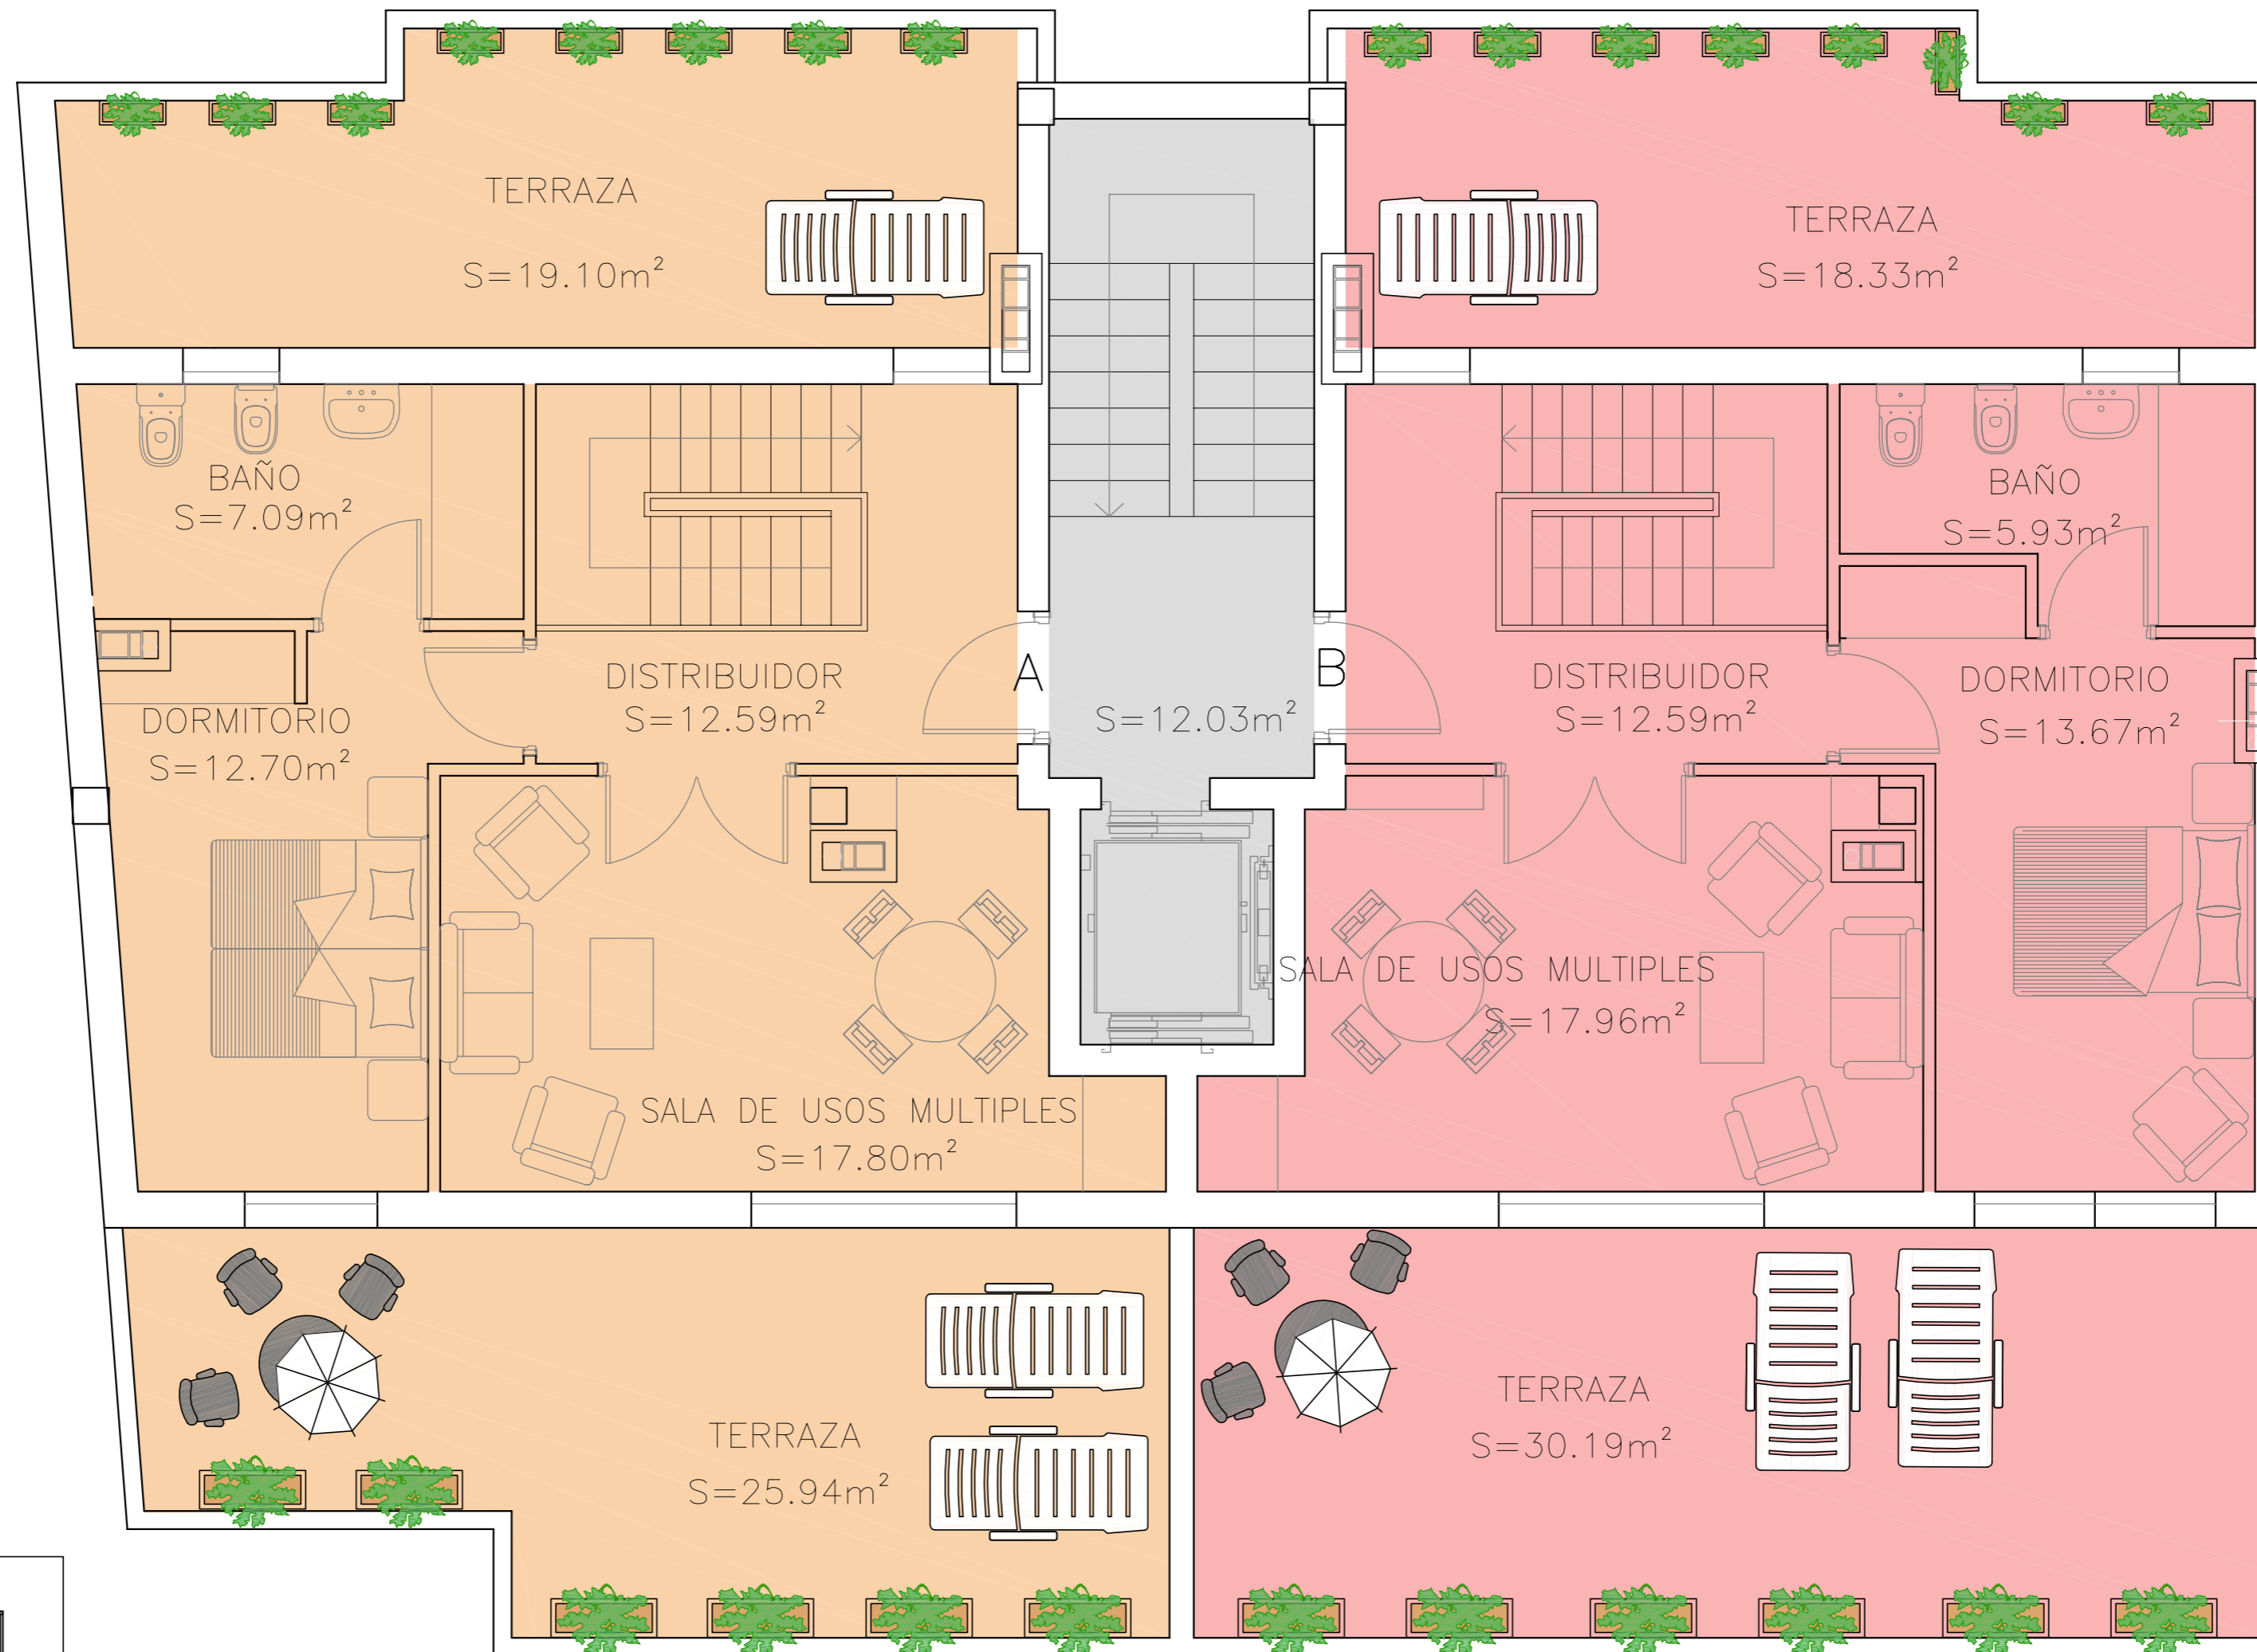 TERRAZA
S=19.10m²
TERRAZA
S=18.33m²
BAÑO
S=7.09m²
BAÑO
S=5.93m²
DISTRIBUIDOR
S=12.59m²
A
B
S=12.03m²
DISTRIBUIDOR
S=12.59m²
DORMITORIO
S=13.67m²
DORMITORIO
S=12.70m²
SALA DE USOS MULTIPLES
S=17.96m²
SALA DE USOS MULTIPLES
S=17.80m²
TERRAZA
S=25.94m²
TERRAZA
S=30.19m²